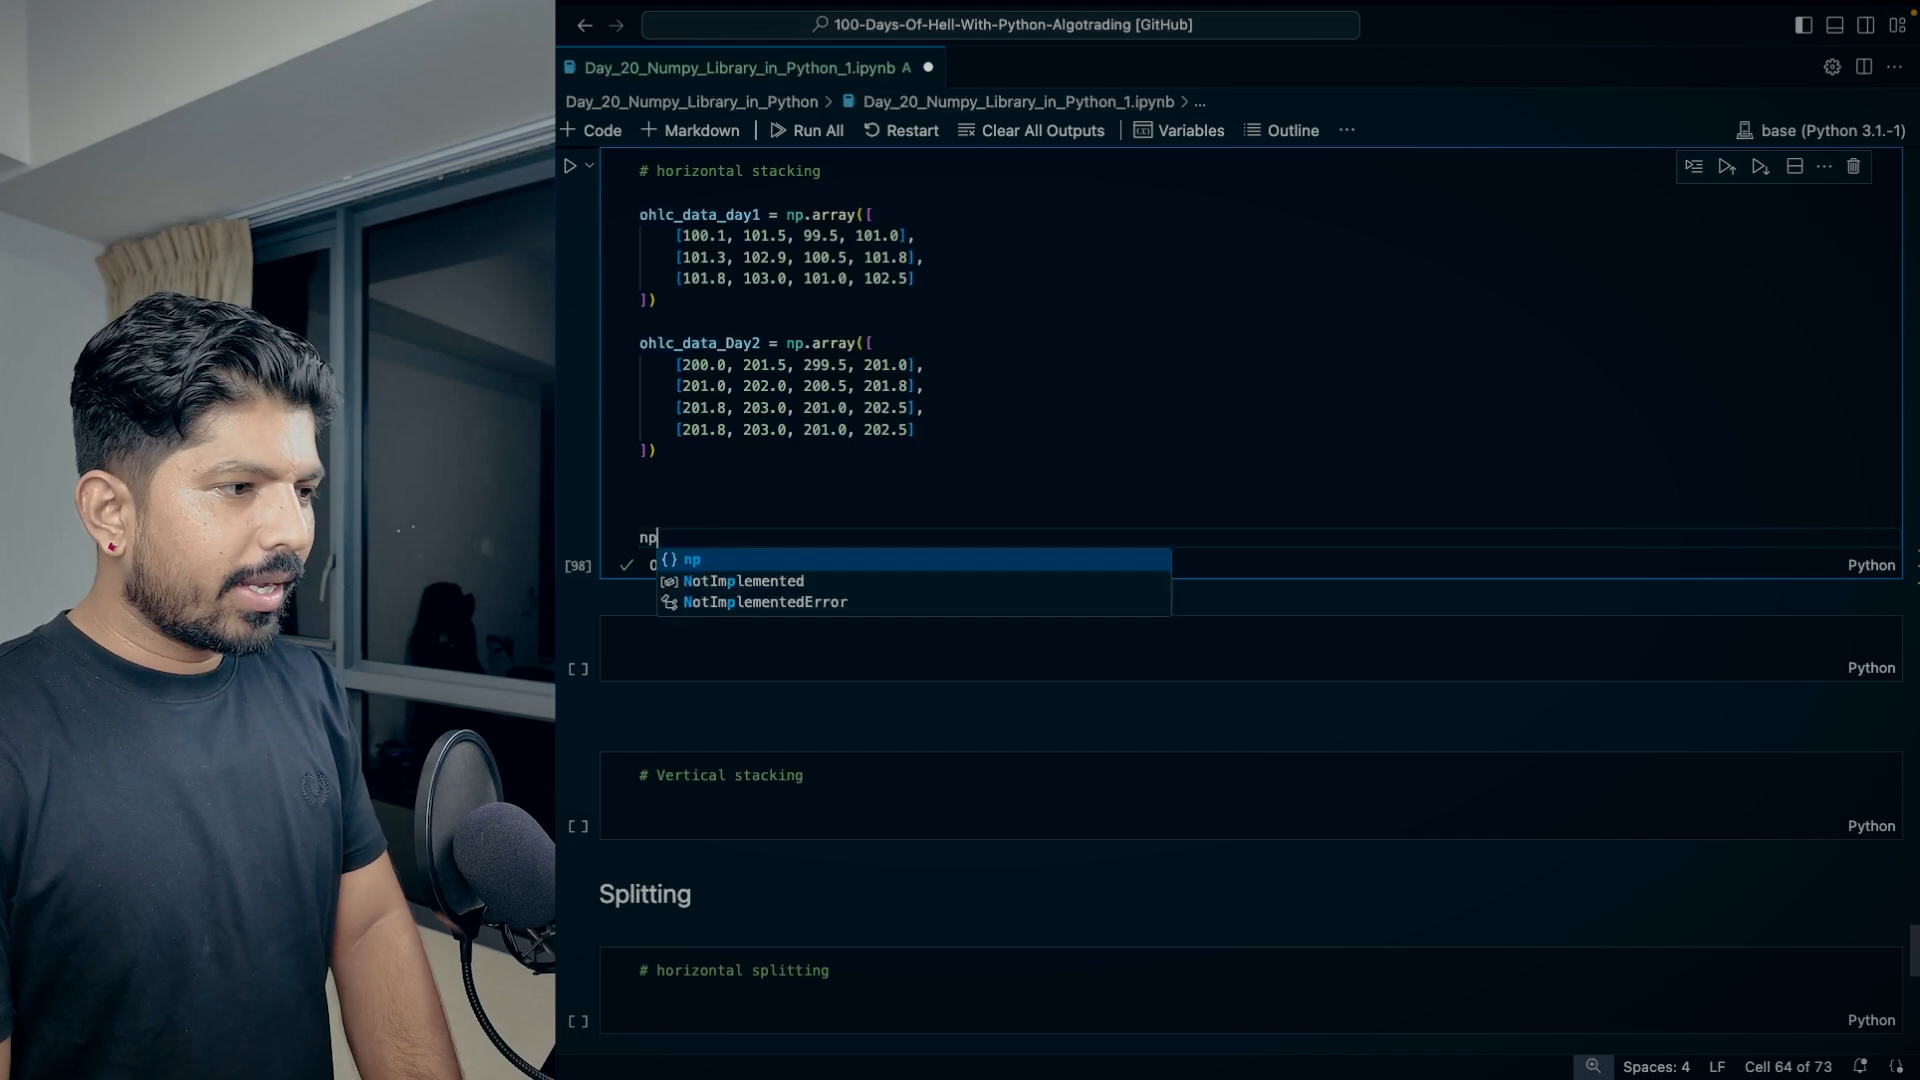 100-Days-Of-Hell-With-Python-Algotrading [GitHub]
Day_20_Numpy_Library_in_Python_1.ipynb A
Day_20_Numpy_Library_in_Python > Day_20_Numpy_Library_in_Python_1.ipynb > ...
+ Code + Markdown | Run All Restart Clear All Outputs | Variables Outline ... base (Python 3.1.-1)
# horizontal stacking
ohlc_data_day1 = np.array([
[100.1, 101.5, 99.5, 101.0],
[101.3, 102.9, 100.5, 101.8],
[101.8, 103.0, 101.0, 102.5]
])
ohlc_data_Day2 = np.array([
[200.0, 201.5, 299.5, 201.0],
[201.0, 202.0, 200.5, 201.8],
[201.8, 203.0, 201.0, 202.5],
[201.8, 203.0, 201.0, 202.5]
])
np
{} np
[98] Python
NotImplemented
NotImplementedError
[ ] Python
# Vertical stacking
[ ] Python
Splitting
# horizontal splitting
[ ] Python
Spaces: 4 LF Cell 64 of 73